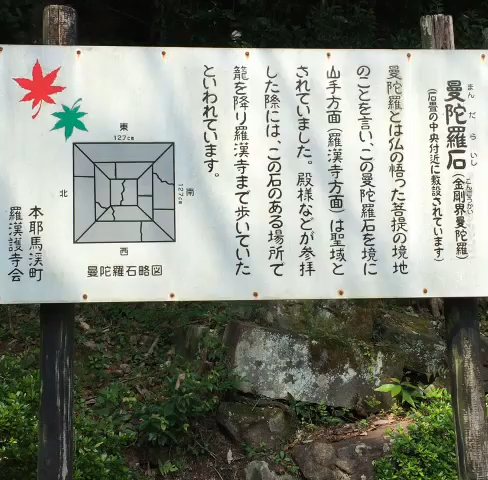 曼陀羅石(金剛界曼陀羅)
まんだらいし
こんごうかい
(石畳の中央付近に敷設されています)
曼陀羅とは仏の悟った菩提の境地
のことを言い、この曼陀羅石を境に
山手方面(羅漢寺方面)は聖域と
されていました。殿様などが参拝
した際には、この石のある場所で
籠を降り羅漢寺まで歩いていた
といわれています。
東
127cm
北
南
127cm
西
曼陀羅石略図
本耶馬渓町
羅漢護寺会